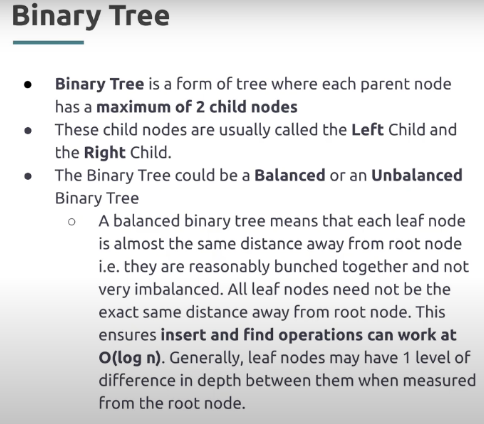 Binary Tree
● Binary Tree is a form of tree where each parent node
has a maximum of 2 child nodes
● These child nodes are usually called the Left Child and
the Right Child.
● The Binary Tree could be a Balanced or an Unbalanced
Binary Tree
○ A balanced binary tree means that each leaf node
is almost the same distance away from root node
i.e. they are reasonably bunched together and not
very imbalanced. All leaf nodes need not be the
exact same distance away from root node. This
ensures insert and find operations can work at
O(log n). Generally, leaf nodes may have 1 level of
difference in depth between them when measured
from the root node.